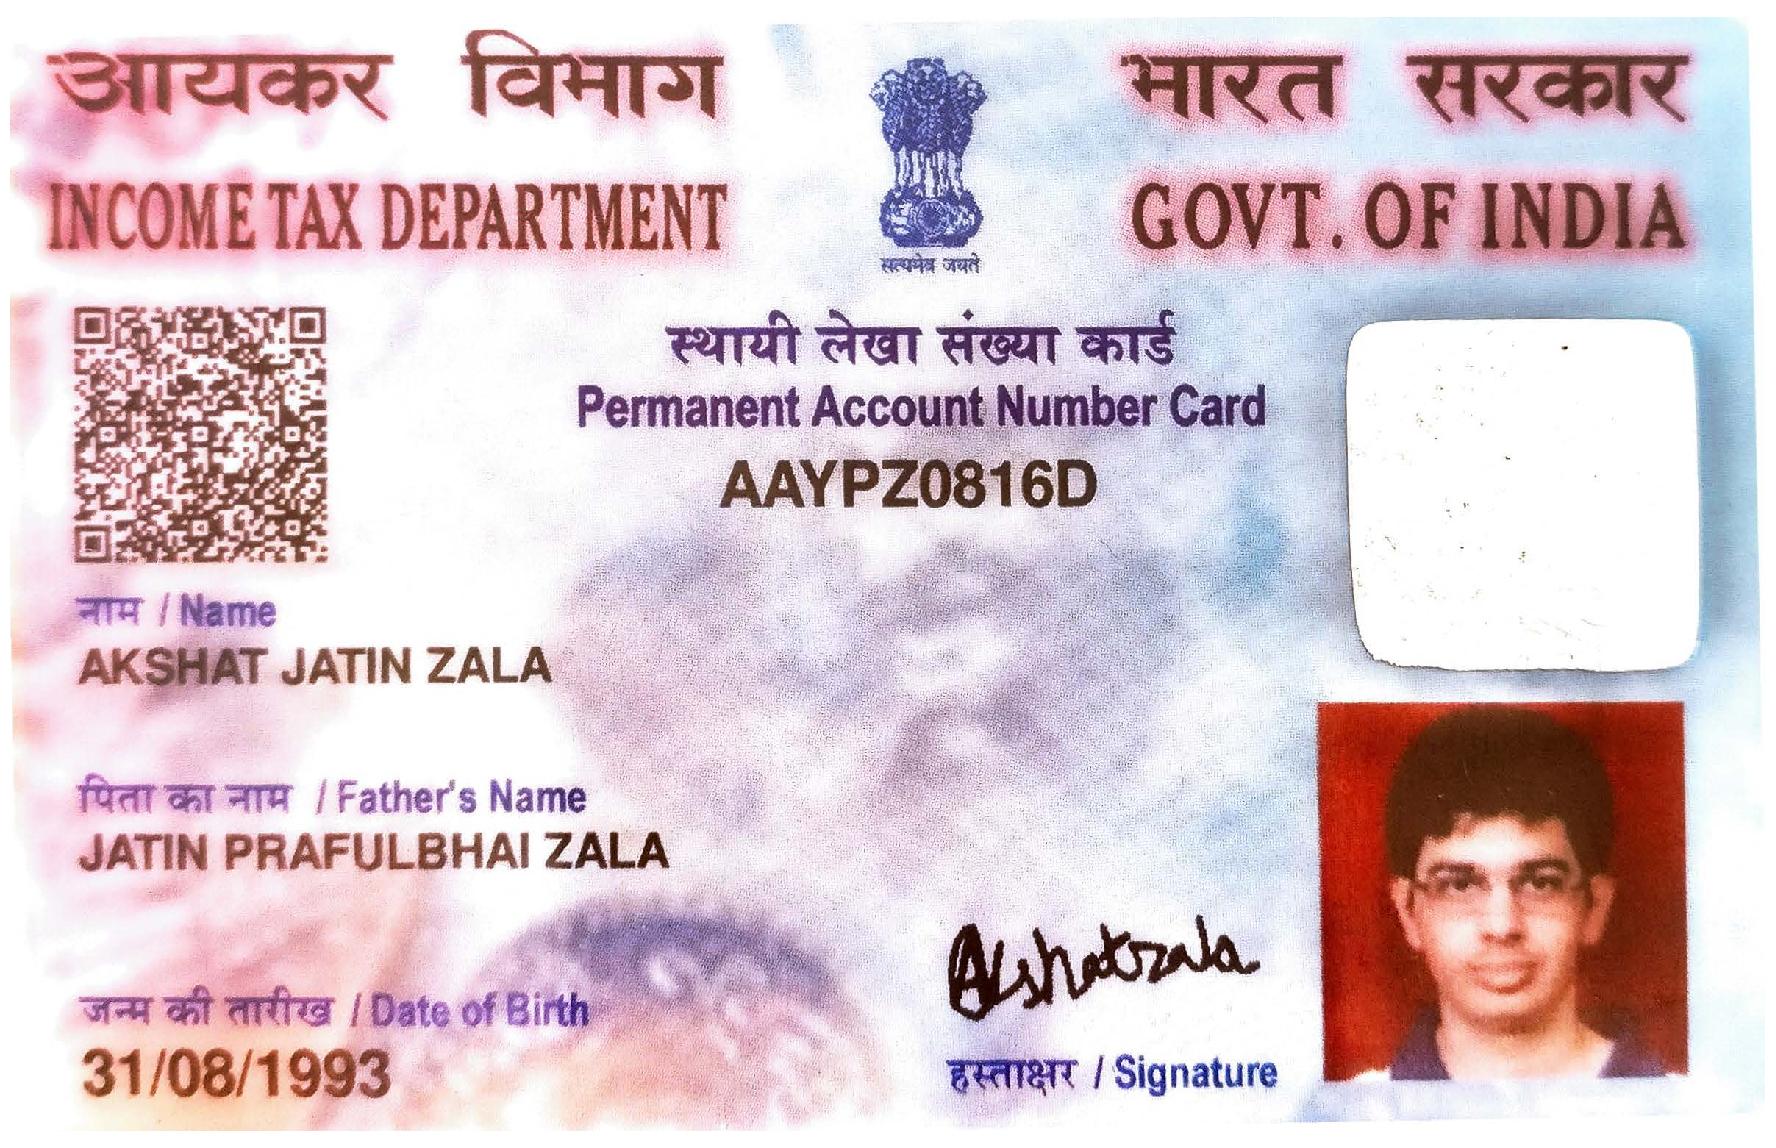 आयकर विभाग
INCOME TAX DEPARTMENT
सत्यमेव जयते
भारत सरकार
GOVT. OF INDIA
स्थायी लेखा संख्या कार्ड
Permanent Account Number Card
AAYPZ0816D
नाम / Name
AKSHAT JATIN ZALA
पिता का नाम / Father's Name
JATIN PRAFULBHAI ZALA
जन्म की तारीख / Date of Birth
31/08/1993
Akshatzala
हस्ताक्षर / Signature